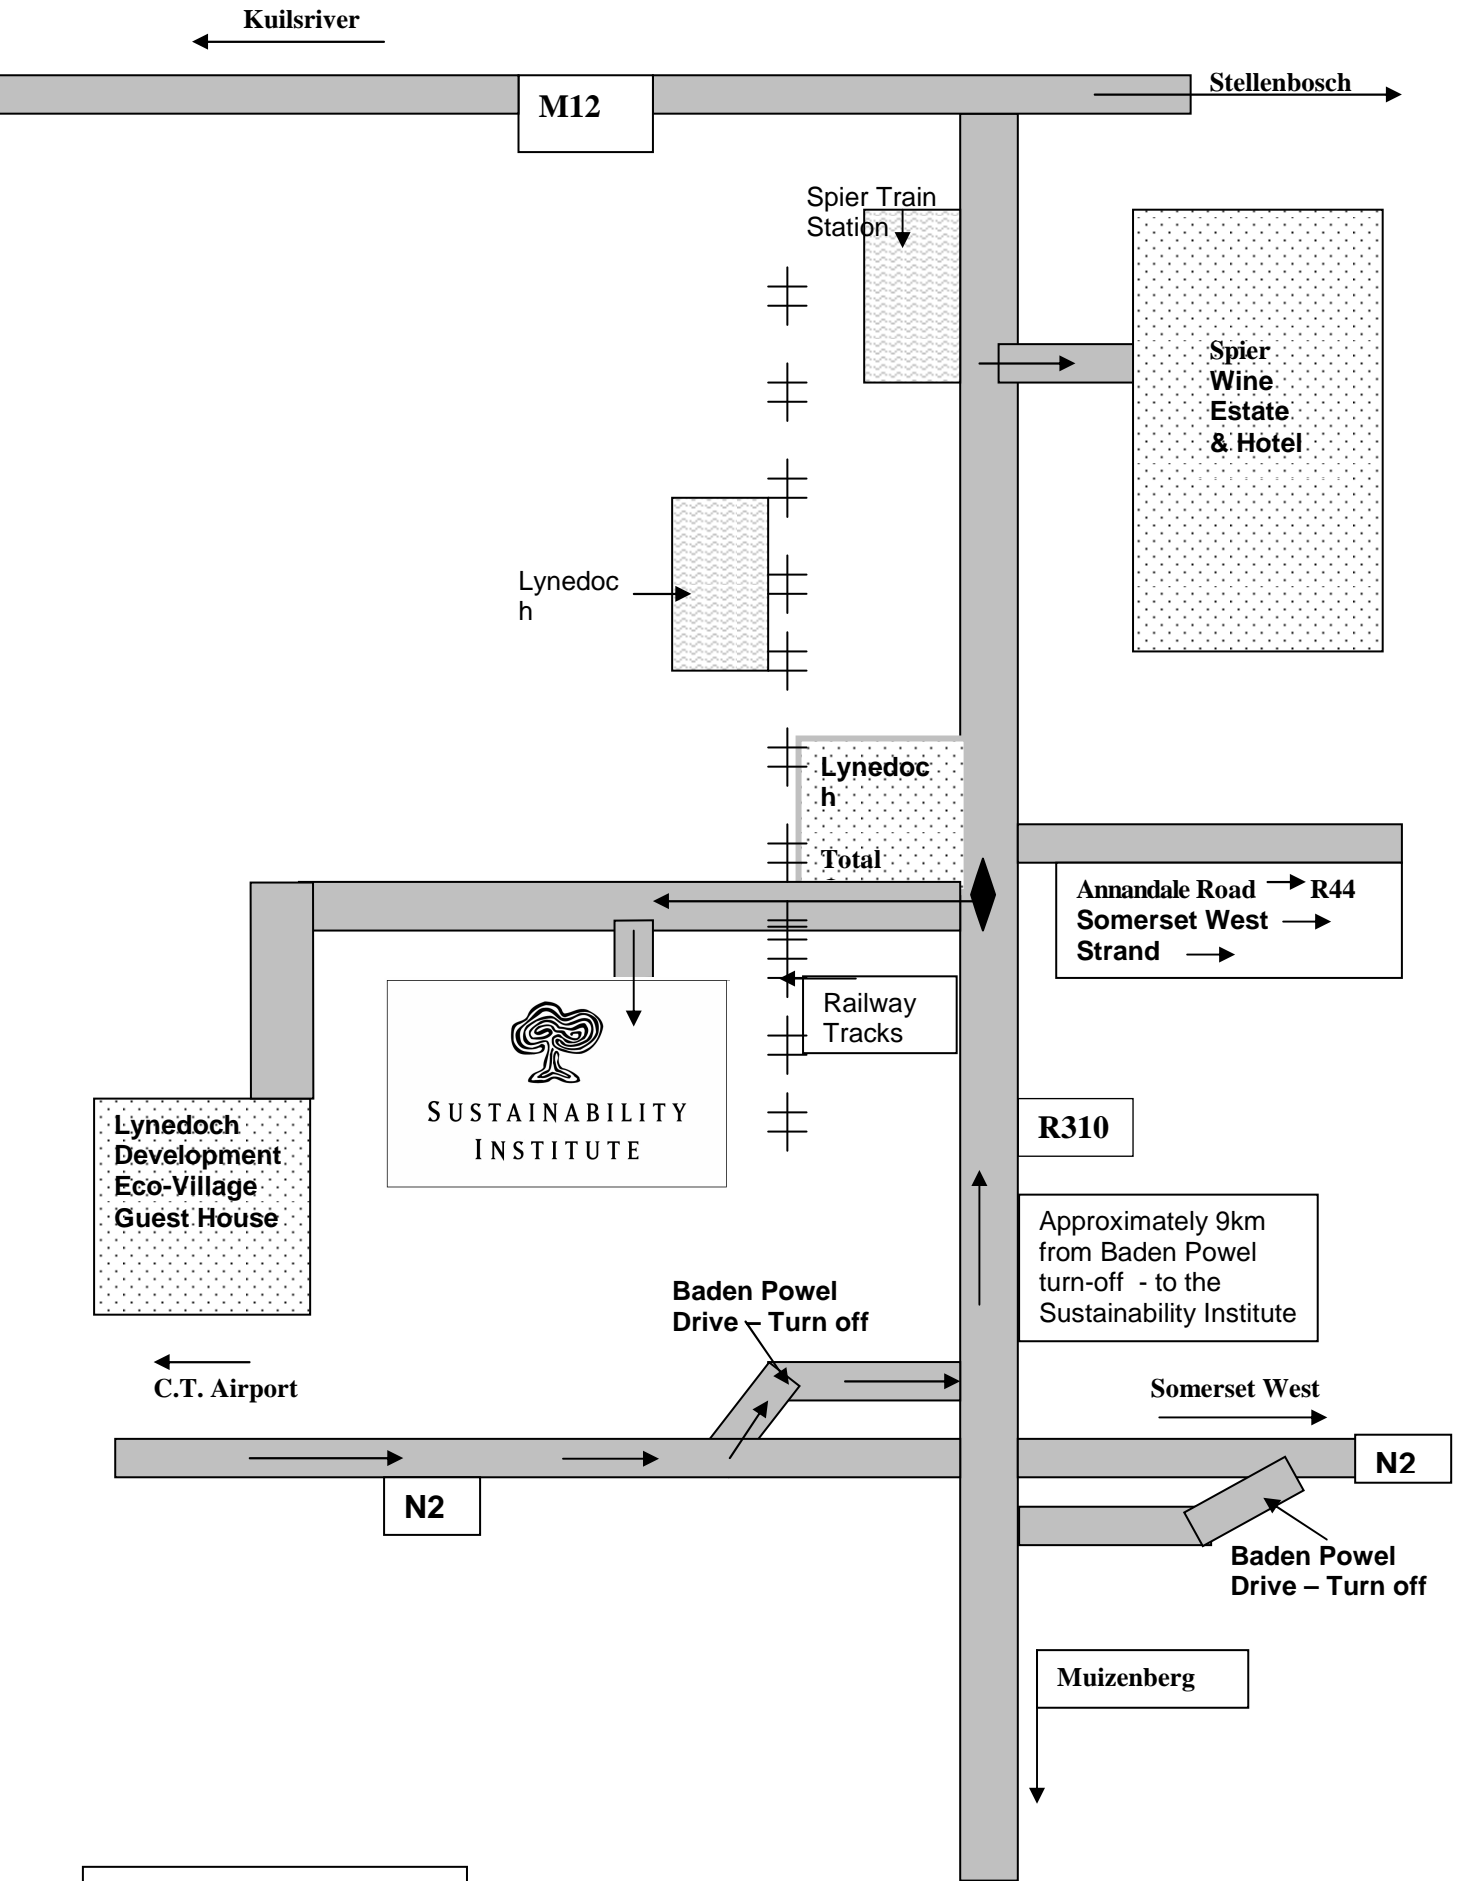 Kuilsriver
Stellenbosch
M12
Spier Train
Station
Spier
Wine
Estate
& Hotel
Lynedoc
h
Lynedoc
h
Total
Annandale Road R44
Somerset West
Strand
Railway
Tracks
SUSTAINABILITY
INSTITUTE
R310
Lynedoch
Development
Eco-Village
Guest House
Approximately 9km
from Baden Powel
turn-off - to the
Sustainability Institute
Baden Powel
Drive – Turn off
C.T. Airport
Somerset West
N2
N2
Baden Powel
Drive – Turn off
Muizenberg